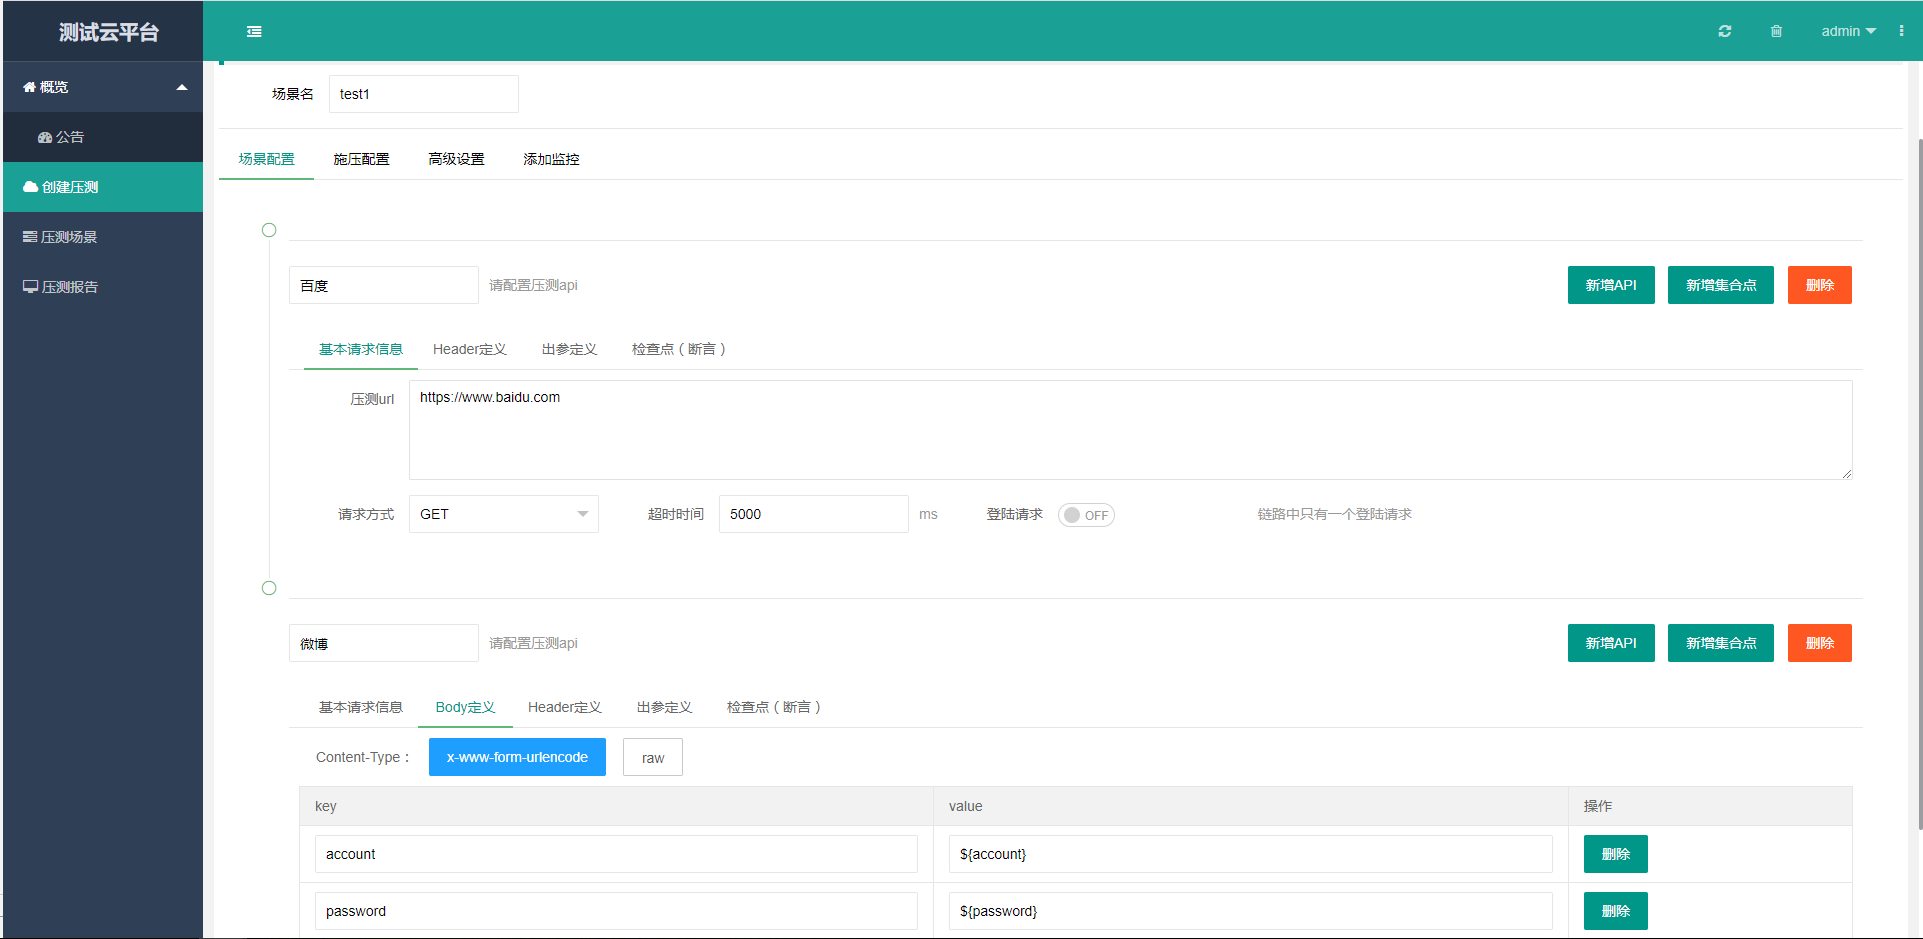 测试云平台
admin
概览
公告
创建压测
压测场景
压测报告
场景名 test1
场景配置 施压配置 高级设置 添加监控
百度 请配置压测api 新增API 新增集合点 删除
基本请求信息 Header定义 出参定义 检查点（断言）
压测url https://www.baidu.com
请求方式 GET 超时时间 5000 ms 登陆请求 OFF 链路中只有一个登陆请求
微博 请配置压测api 新增API 新增集合点 删除
基本请求信息 Body定义 Header定义 出参定义 检查点（断言）
Content-Type： x-www-form-urlencode raw
key value 操作
account ${account} 删除
password ${password} 删除